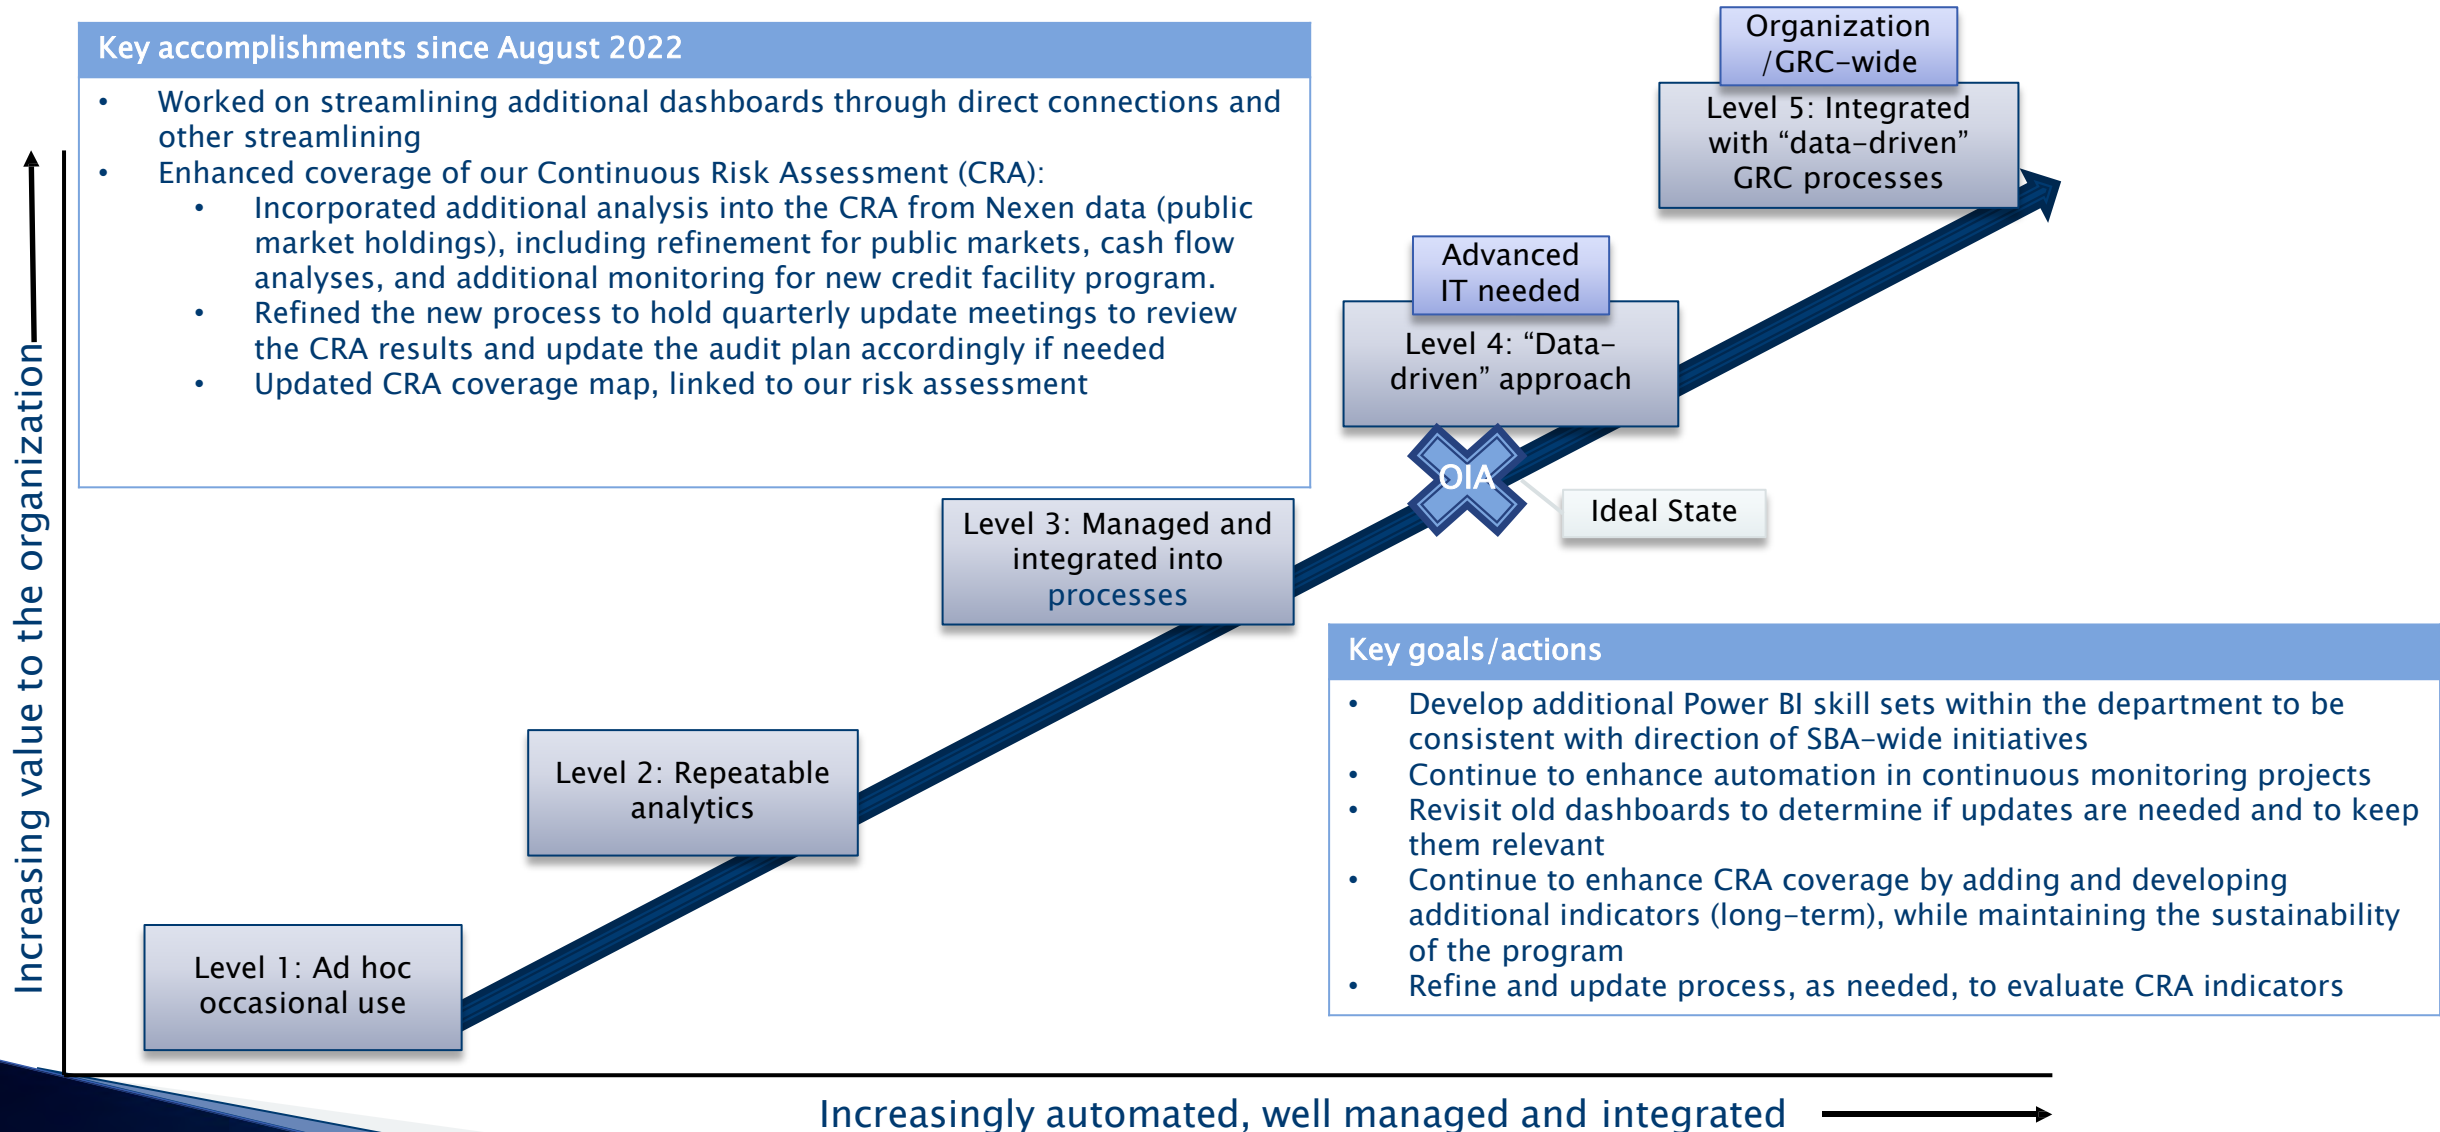 Key accomplishments since August 2022
• Worked on streamlining additional dashboards through direct connections and
other streamlining
• Enhanced coverage of our Continuous Risk Assessment (CRA):
• Incorporated additional analysis into the CRA from Nexen data (public
market holdings), including refinement for public markets, cash flow
analyses, and additional monitoring for new credit facility program.
• Refined the new process to hold quarterly update meetings to review
the CRA results and update the audit plan accordingly if needed
• Updated CRA coverage map, linked to our risk assessment
Organization
/GRC-wide
Level 5: Integrated
with “data-driven”
GRC processes
Advanced
IT needed
Level 4: “Data-
driven” approach
OIA
Ideal State
Level 3: Managed and
integrated into
processes
Level 2: Repeatable
analytics
Level 1: Ad hoc
occasional use
Key goals/actions
• Develop additional Power BI skill sets within the department to be
consistent with direction of SBA-wide initiatives
• Continue to enhance automation in continuous monitoring projects
• Revisit old dashboards to determine if updates are needed and to keep
them relevant
• Continue to enhance CRA coverage by adding and developing
additional indicators (long-term), while maintaining the sustainability
of the program
• Refine and update process, as needed, to evaluate CRA indicators
Increasing value to the organization
Increasingly automated, well managed and integrated